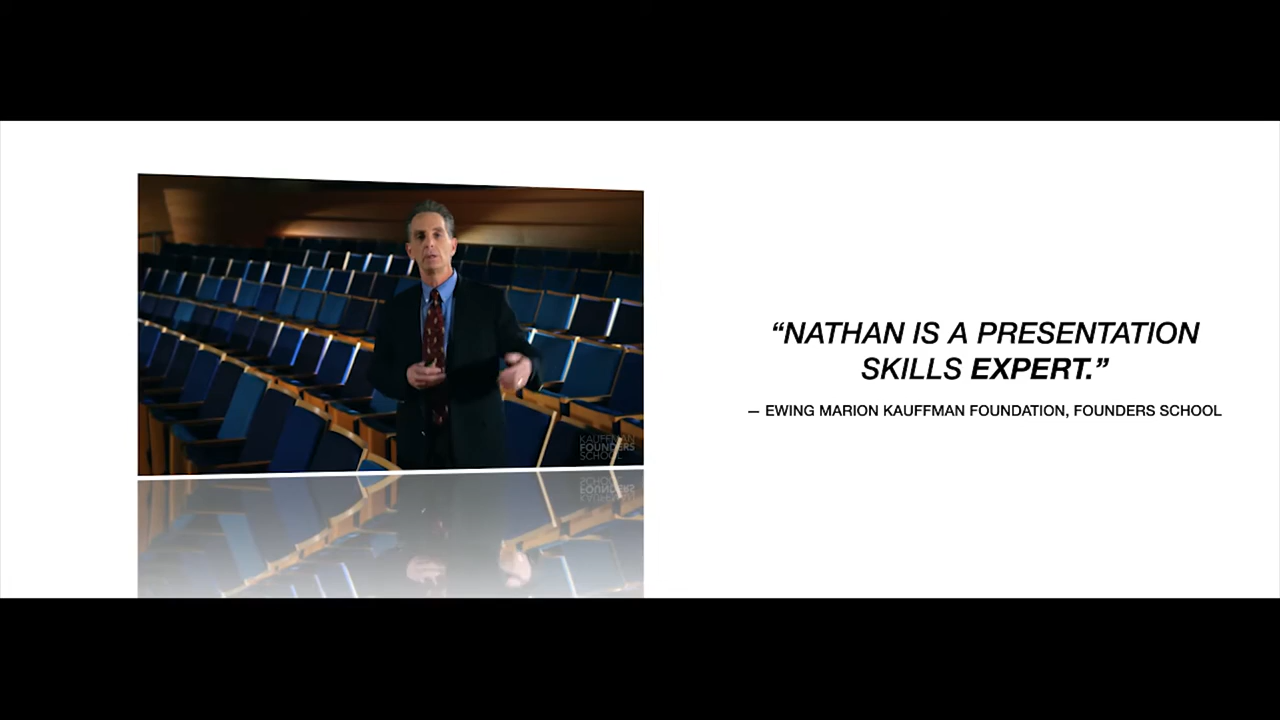 “NATHAN IS A PRESENTATION
SKILLS EXPERT.”
— EWING MARION KAUFFMAN FOUNDATION, FOUNDERS SCHOOL
KAUFFMAN
FOUNDERS
SCHOOL